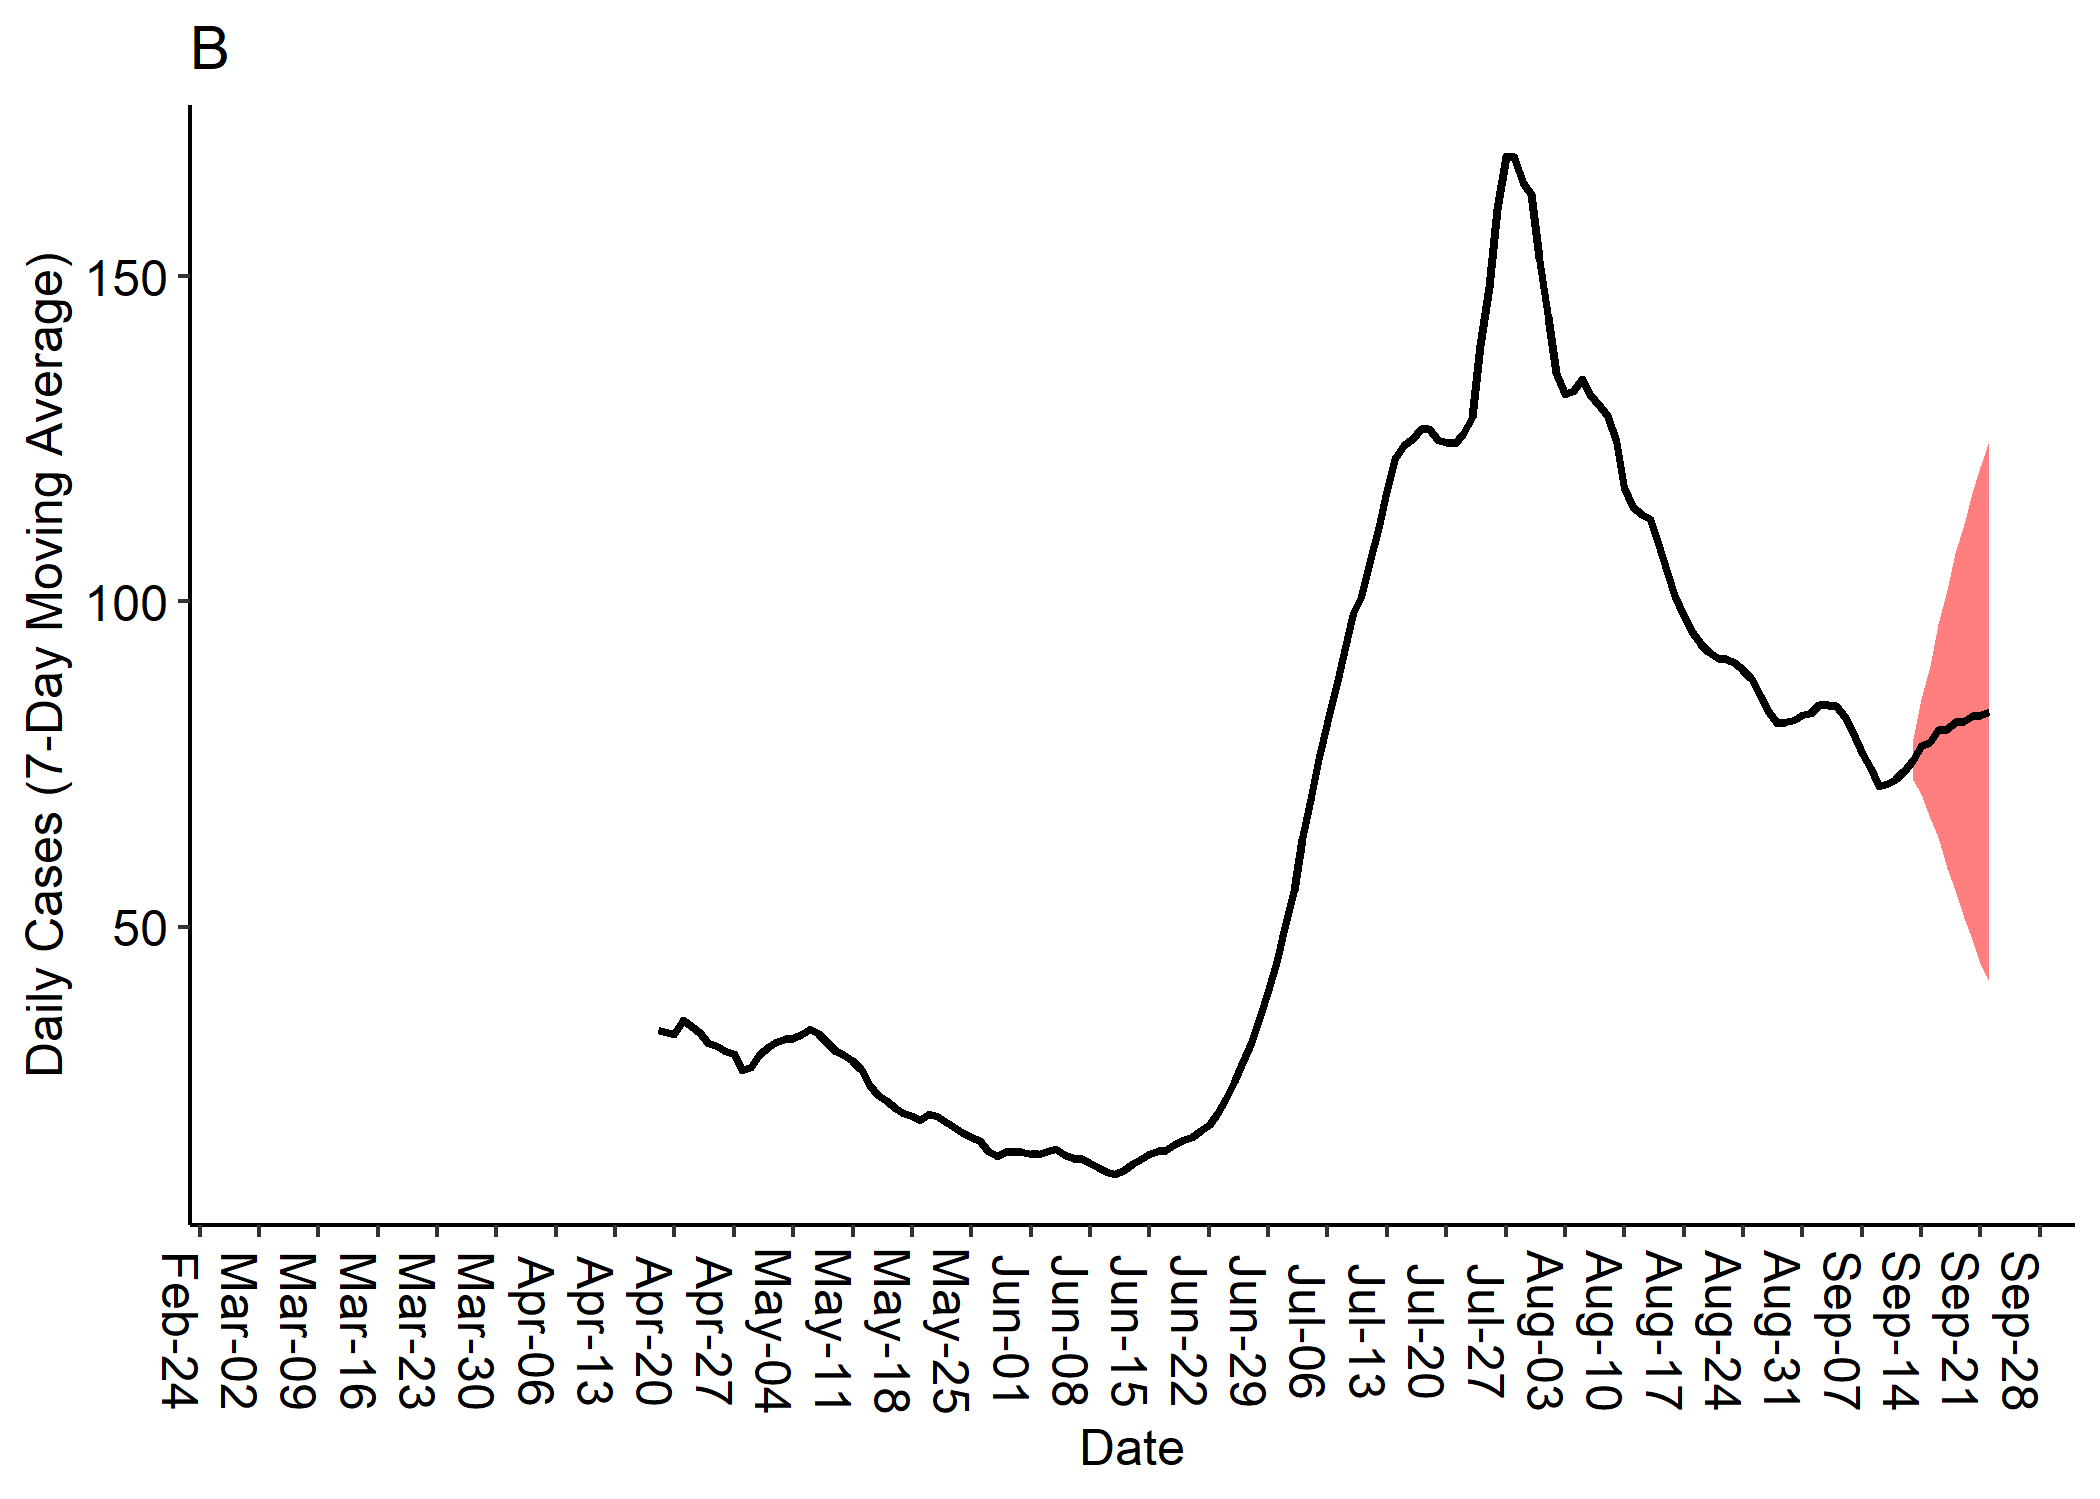 B
Daily Cases (7-Day Moving Average)
150
100
50
Feb-24
Mar-02
Mar-09
Mar-16
Mar-23
Mar-30
Apr-06
Apr-13
Apr-20
Apr-27
May-04
May-11
May-18
May-25
Jun-01
Jun-08
Jun-15
Jun-22
Jun-29
Jul-06
Jul-13
Jul-20
Jul-27
Aug-03
Aug-10
Aug-17
Aug-24
Aug-31
Sep-07
Sep-14
Sep-21
Sep-28
Date